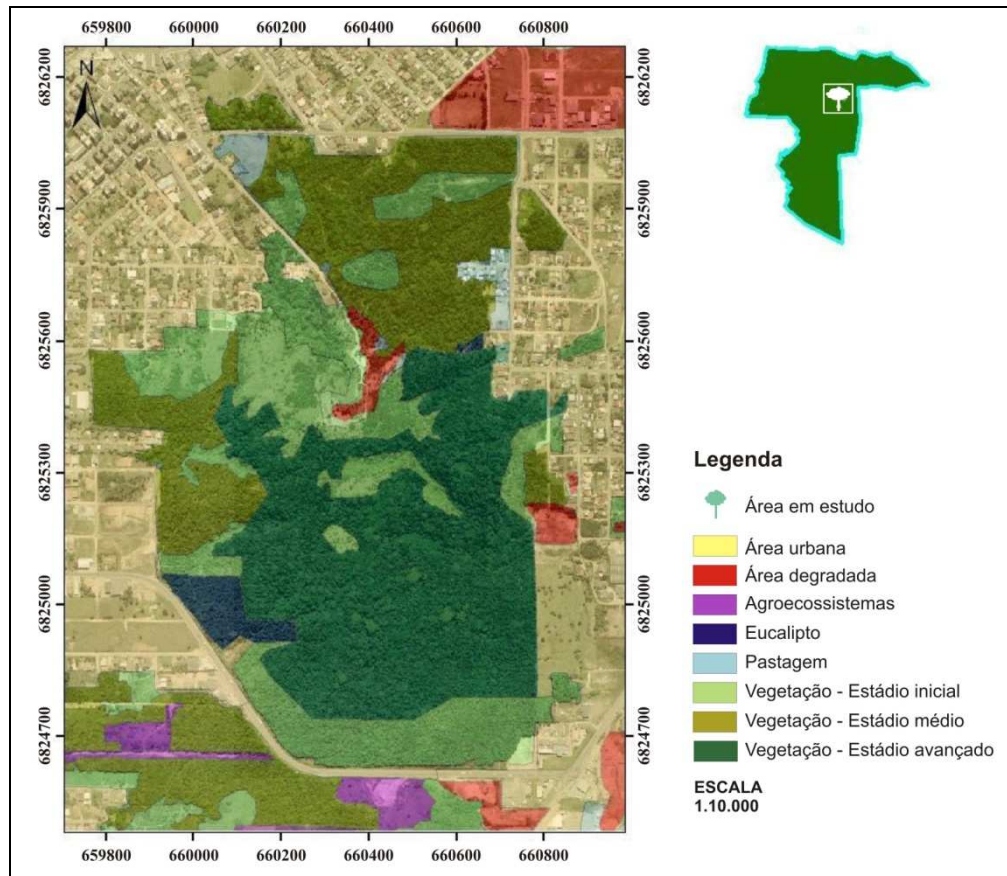 659800 660000 660200 660400 660600 660800
N
6826200 6826200
6825900 6825900
6825600 6825600
6825300 6825300
6825000 6825000
6824700 6824700
659800 660000 660200 660400 660600 660800
Legenda
Área em estudo
Área urbana
Área degradada
Agroecossistemas
Eucalipto
Pastagem
Vegetação - Estádio inicial
Vegetação - Estádio médio
Vegetação - Estádio avançado
ESCALA
1.10.000